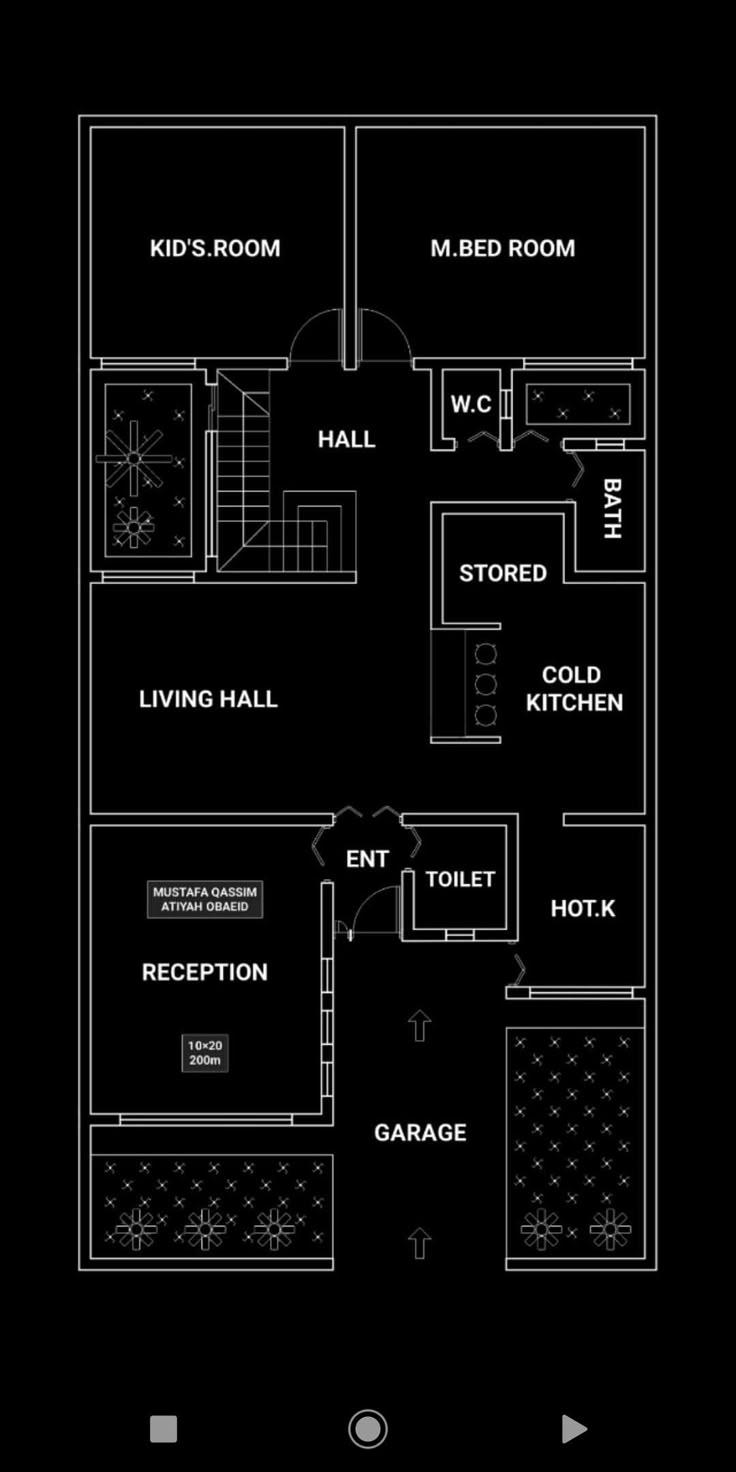 KID'S.ROOM
M.BED ROOM
W.C
HALL
BATH
STORED
COLD
KITCHEN
LIVING HALL
ENT
TOILET
MUSTAFA QASSIM
ATIYAH OBAEID
HOT.K
RECEPTION
10×20
200m
GARAGE